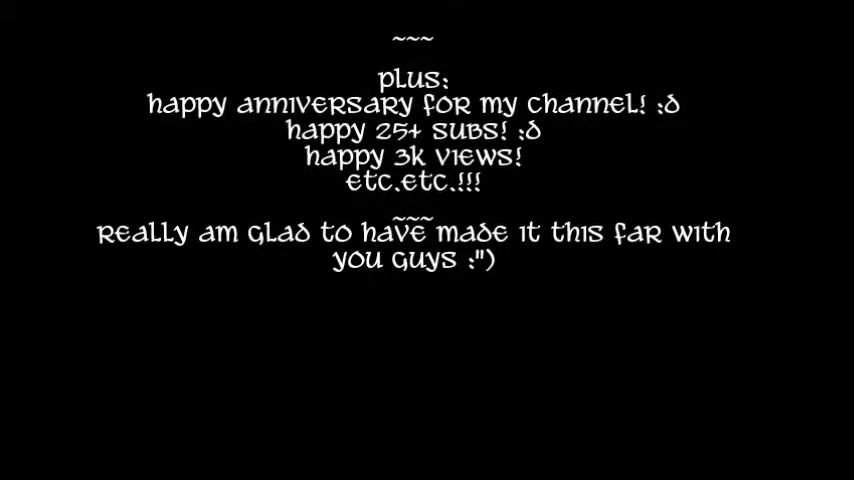 ~~~
plus:
happy anniversary for my channel! :d
happy 25+ subs! :d
happy 3k views!
etc.etc.!!!
~~~
really am glad to have made it this far with
you guys :")